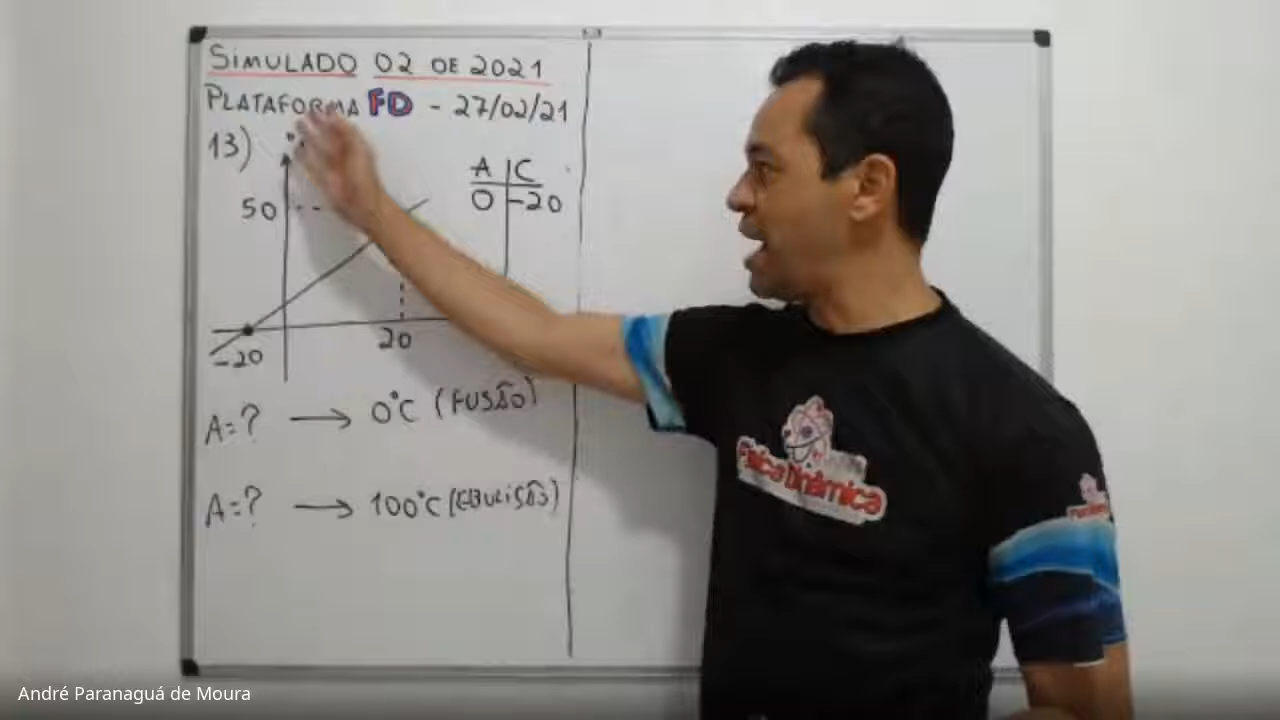 SIMULADO 02 DE 2021
PLATAFORMA FD - 27/02/21
13)
A C
0 -20
50
-20
20
A=? → 0°C (FUSÃO)
A=? → 100°C (EBULIÇÃO)
Física Dinâmica
André Paranaguá de Moura